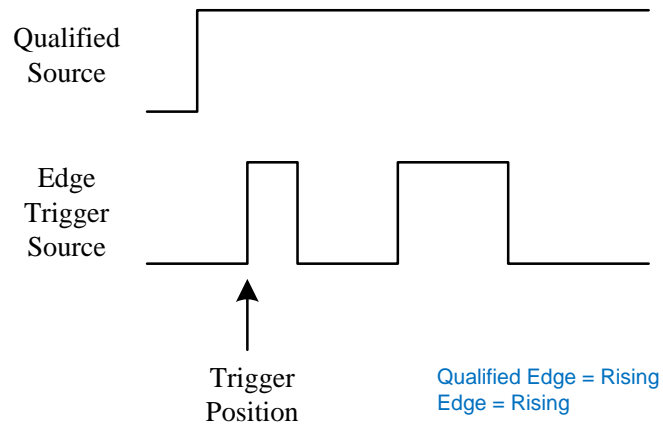 Qualified
Source
Edge
Trigger
Source
Trigger
Position
Qualified Edge = Rising
Edge = Rising